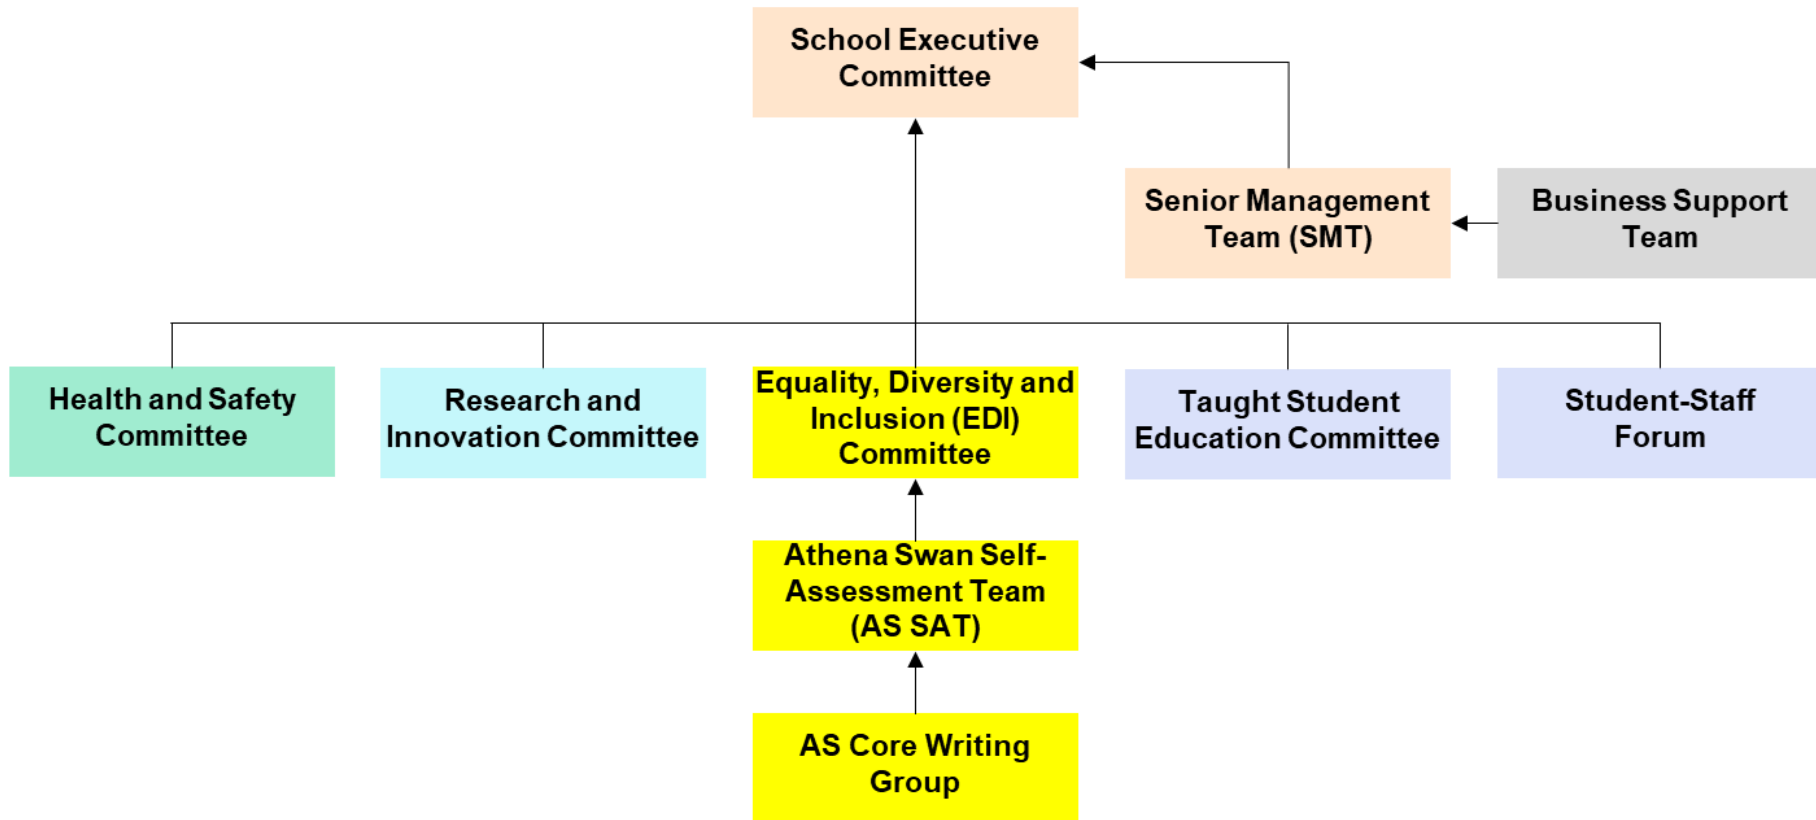 School Executive
Committee
Senior Management
Team (SMT)
Business Support
Team
Health and Safety
Committee
Research and
Innovation Committee
Equality, Diversity and
Inclusion (EDI)
Committee
Taught Student
Education Committee
Student-Staff
Forum
Athena Swan Self-
Assessment Team
(AS SAT)
AS Core Writing
Group